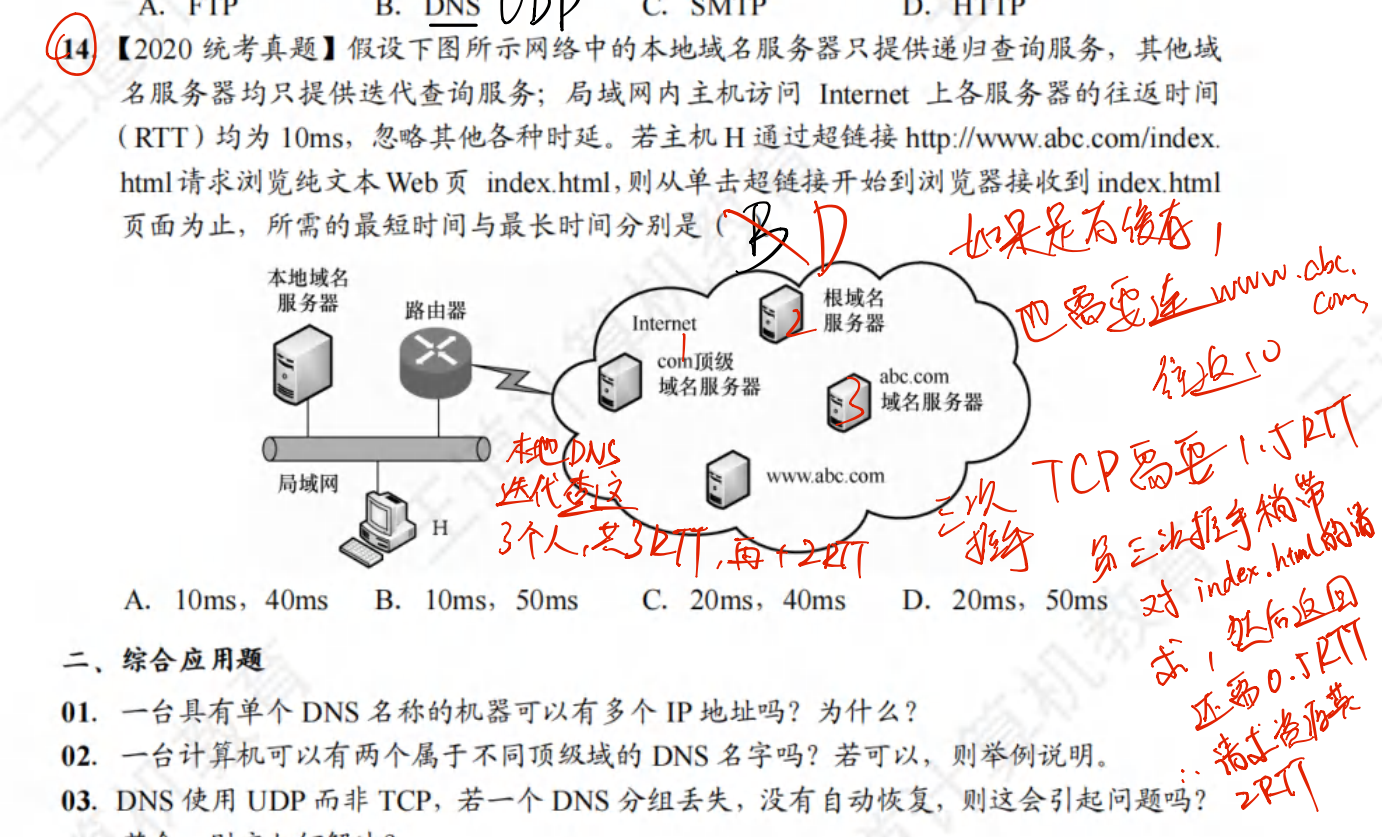 A. FTP B. DNS UDP C. SMTP D. HTTP
14. 【2020 统考真题】假设下图所示网络中的本地域名服务器只提供递归查询服务，其他域
名服务器均只提供迭代查询服务；局域网内主机访问 Internet 上各服务器的往返时间
（RTT）均为 10ms，忽略其他各种时延。若主机 H 通过超链接 http://www.abc.com/index.
html 请求浏览纯文本 Web 页 index.html，则从单击超链接开始到浏览器接收到 index.html
页面为止，所需的最短时间与最长时间分别是（ B D
如果是有缓存，
也需要连 www.abc.
com，
往返10
本地域名
服务器
路由器
Internet
根域名
服务器
2
1
com顶级
域名服务器
abc.com
域名服务器
3
www.abc.com
局域网
H
本地DNS
迭代查这
3个人，共3RTT，再+2RTT
三次
握手
TCP需要1.5RTT
第三次握手稍带
对index.html的请
求，然后返回
还需0.5RTT
∴请求资源共
2RTT
A. 10ms，40ms B. 10ms，50ms C. 20ms，40ms D. 20ms，50ms
二、综合应用题
01. 一台具有单个 DNS 名称的机器可以有多个 IP 地址吗？为什么？
02. 一台计算机可以有两个属于不同顶级域的 DNS 名字吗？若可以，则举例说明。
03. DNS 使用 UDP 而非 TCP，若一个 DNS 分组丢失，没有自动恢复，则这会引起问题吗？